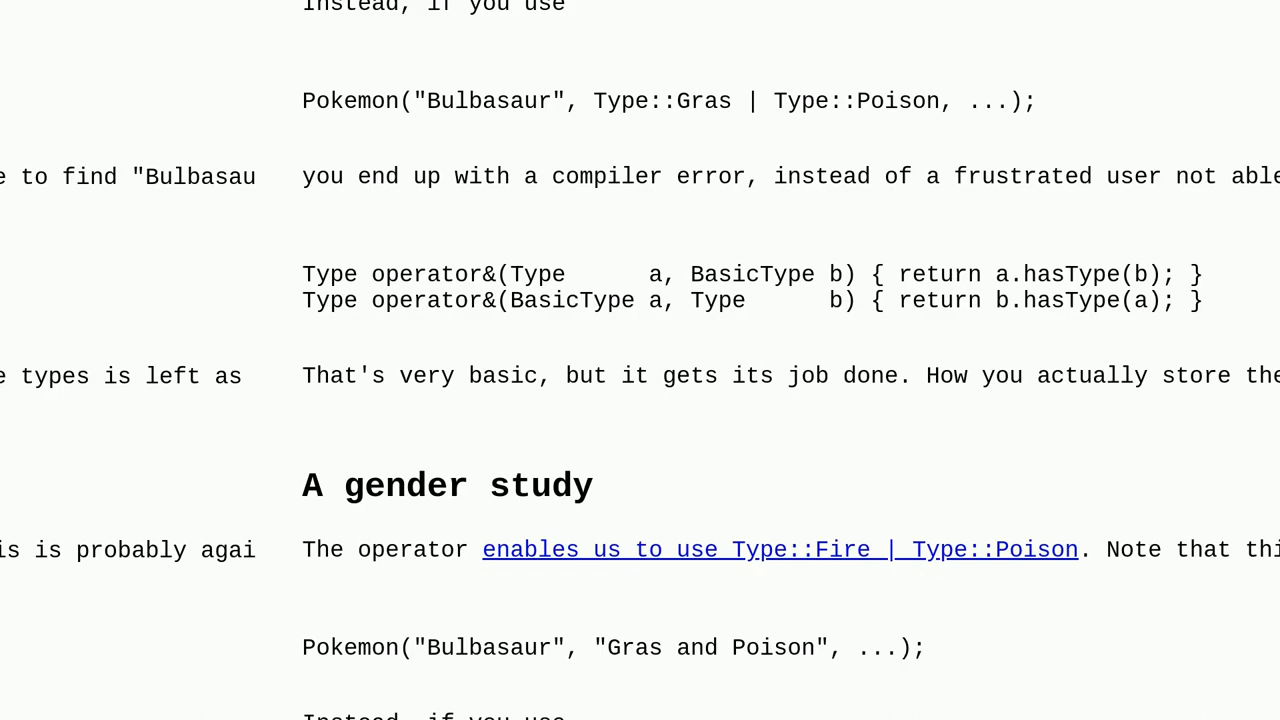 Instead, if you use
Pokemon("Bulbasaur", Type::Gras | Type::Poison, ...);
e to find "Bulbasau
you end up with a compiler error, instead of a frustrated user not able
Type operator&(Type      a, BasicType b) { return a.hasType(b); }
Type operator&(BasicType a, Type      b) { return b.hasType(a); }
e types is left as
That's very basic, but it gets its job done. How you actually store the
A gender study
is is probably agai
The operator enables us to use Type::Fire | Type::Poison. Note that thi
Pokemon("Bulbasaur", "Gras and Poison", ...);
Instead, if you use